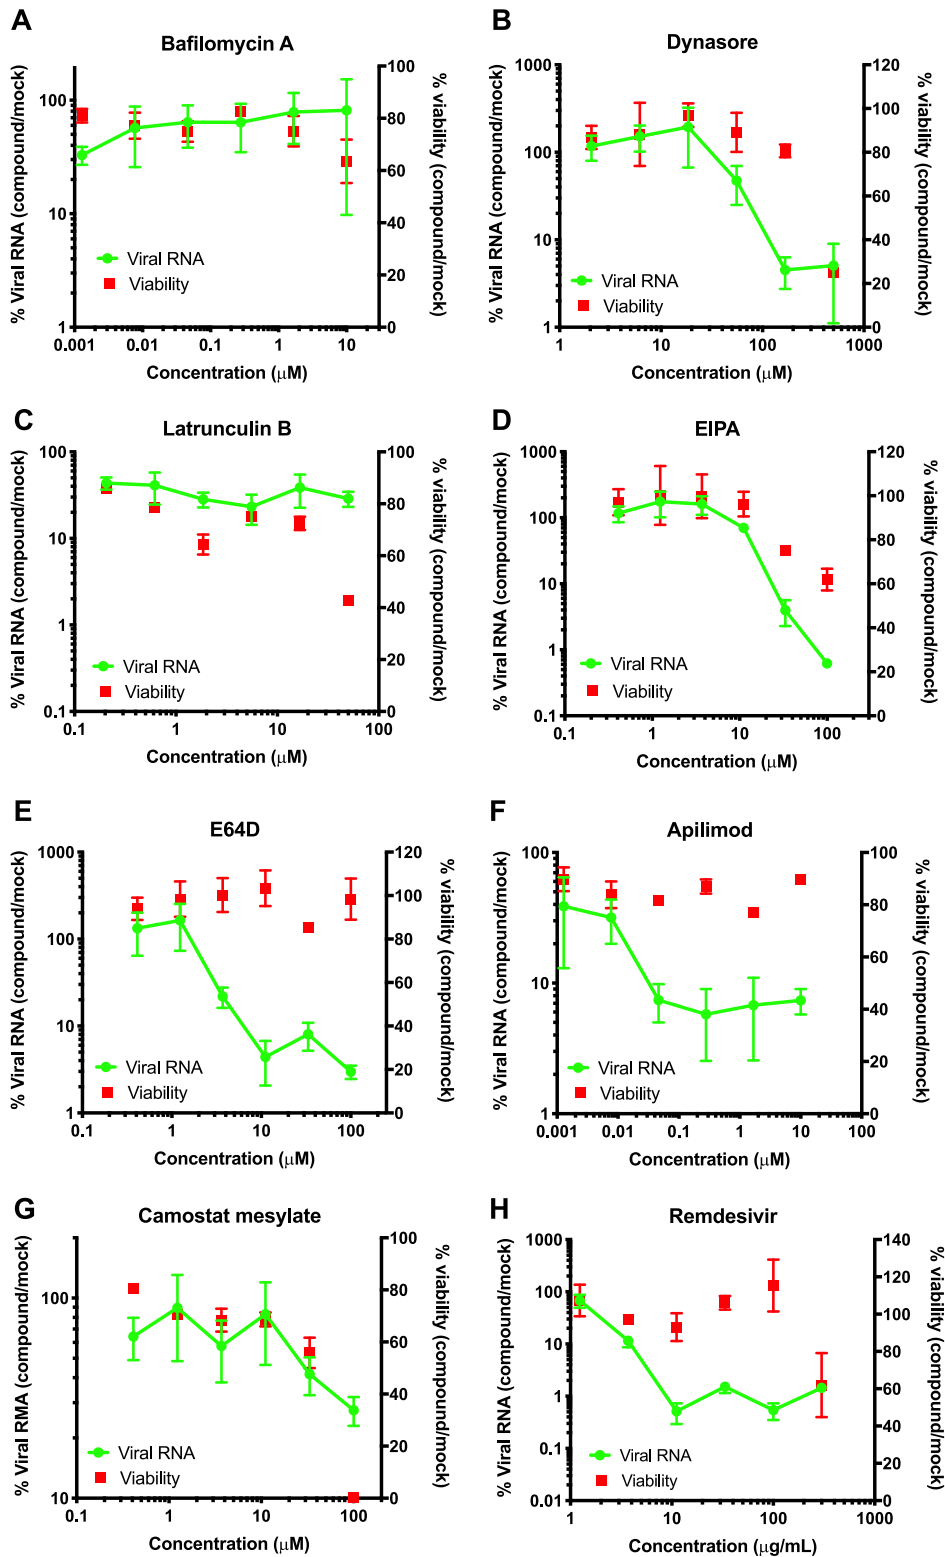 A
Bafilomycin A
% Viral RNA (compound/mock)
100
10
1
Viral RNA
Viability
100
80
60
40
20
0
% viability (compound/mock)
0.001 0.01 0.1 1 10
Concentration (μM)
B
Dynasore
% Viral RNA (compound/mock)
1000
100
10
1
Viral RNA
Viability
120
100
80
60
40
20
0
% viability (compound/mock)
1 10 100 1000
Concentration (μM)
C
Latrunculin B
% Viral RNA (compound/mock)
100
10
1
0.1
Viral RNA
Viability
100
80
60
40
20
0
% viability (compound/mock)
0.1 1 10 100
Concentration (μM)
D
EIPA
% Viral RNA (compound/mock)
1000
100
10
1
0.1
Viral RNA
Viability
120
100
80
60
40
20
0
% viability (compound/mock)
0.1 1 10 100
Concentration (μM)
E
E64D
% Viral RNA (compound/mock)
1000
100
10
1
Viral RNA
Viability
120
100
80
60
40
20
0
% viability (compound/mock)
0.1 1 10 100
Concentration (μM)
F
Apilimod
% Viral RNA (compound/mock)
100
10
1
Viral RNA
Viability
100
80
60
40
20
0
% viability (compound/mock)
0.001 0.01 0.1 1 10 100
Concentration (μM)
G
Camostat mesylate
% Viral RMA (compound/mock)
100
10
Viral RNA
Viability
100
80
60
40
20
0
% viability (compound/mock)
0.1 1 10 100
Concentration (μM)
H
Remdesivir
% Viral RNA (compound/mock)
1000
100
10
1
0.1
0.01
Viral RNA
Viability
140
120
100
80
60
40
20
0
% viability (compound/mock)
1 10 100 1000
Concentration (μg/mL)